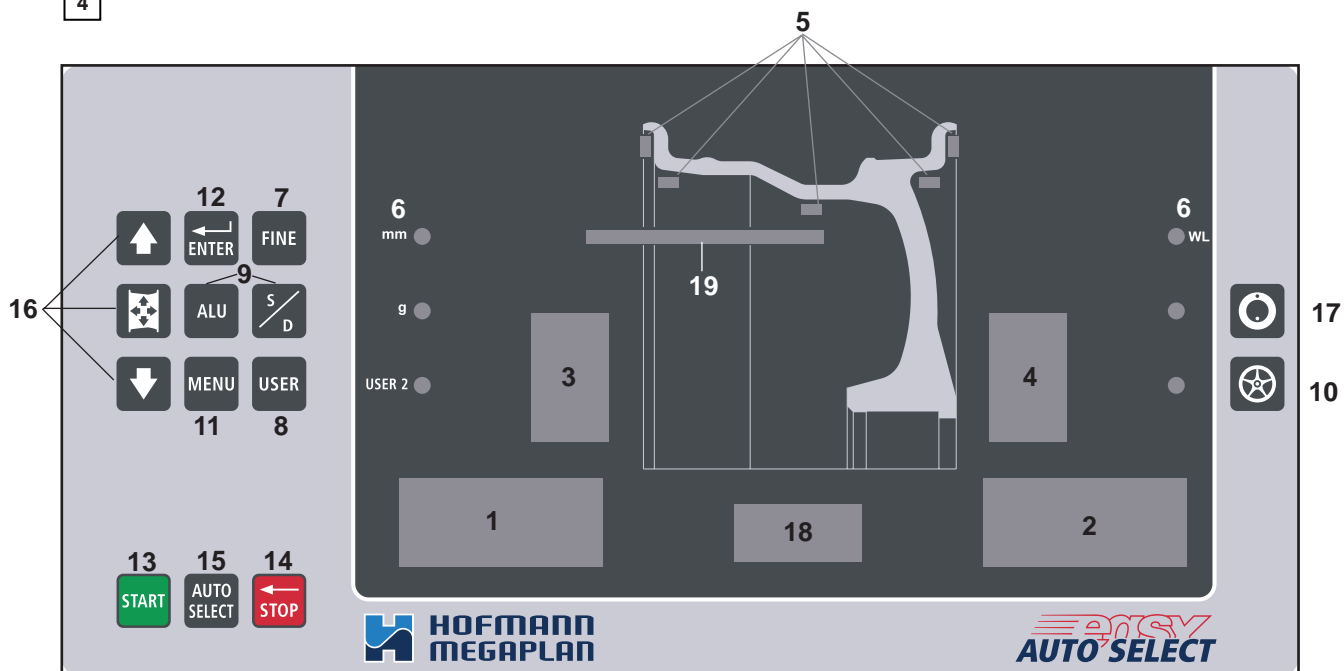 4
5
12
7
6
mm
6
WL
ENTER
FINE
9
19
16
ALU
S/D
g
17
3
4
USER 2
MENU
USER
10
11
8
1
18
2
13
15
14
START
AUTO
SELECT
STOP
HOFMANN
MEGAPLAN
easy
AUTO SELECT